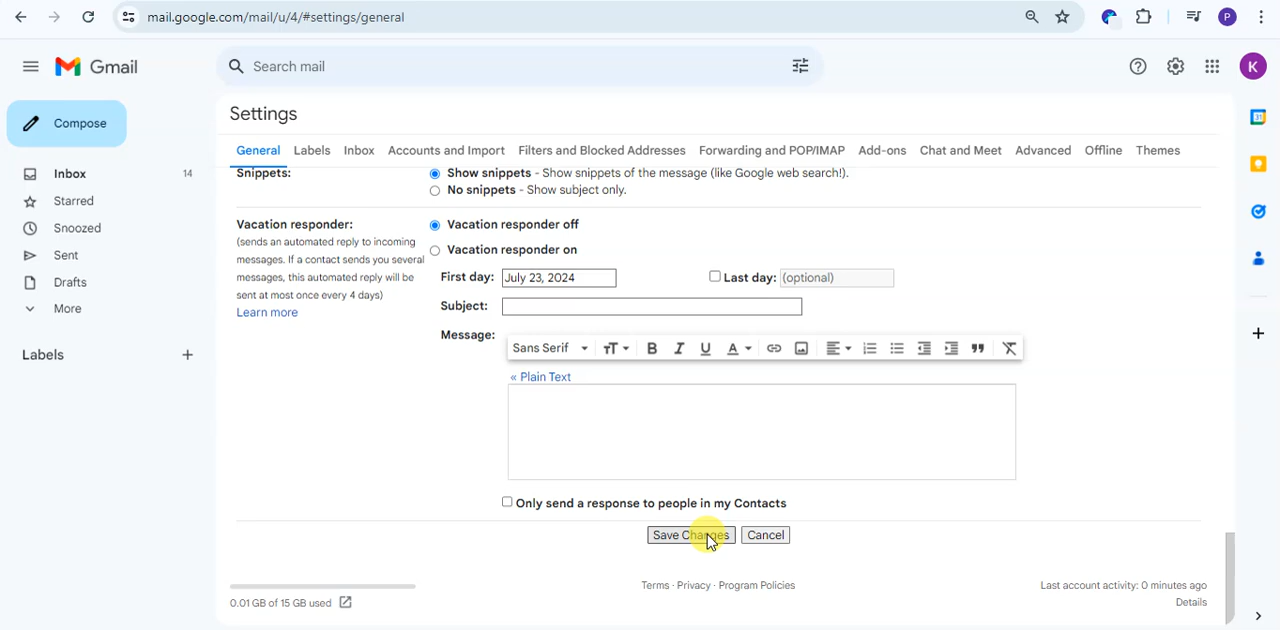 mail.google.com/mail/u/4/#settings/general
P
Gmail
Search mail
K
Compose
Settings
General Labels Inbox Accounts and Import Filters and Blocked Addresses Forwarding and POP/IMAP Add-ons Chat and Meet Advanced Offline Themes
Inbox 14
Starred
Snoozed
Sent
Drafts
More
Labels
Snippets:
Show snippets - Show snippets of the message (like Google web search!).
No snippets - Show subject only.
Vacation responder:
(sends an automated reply to incoming
messages. If a contact sends you several
messages, this automated reply will be
sent at most once every 4 days)
Learn more
Vacation responder off
Vacation responder on
First day: July 23, 2024 Last day: (optional)
Subject:
Message:
Sans Serif
« Plain Text
Only send a response to people in my Contacts
Save Changes Cancel
0.01 GB of 15 GB used
Terms · Privacy · Program Policies
Last account activity: 0 minutes ago
Details